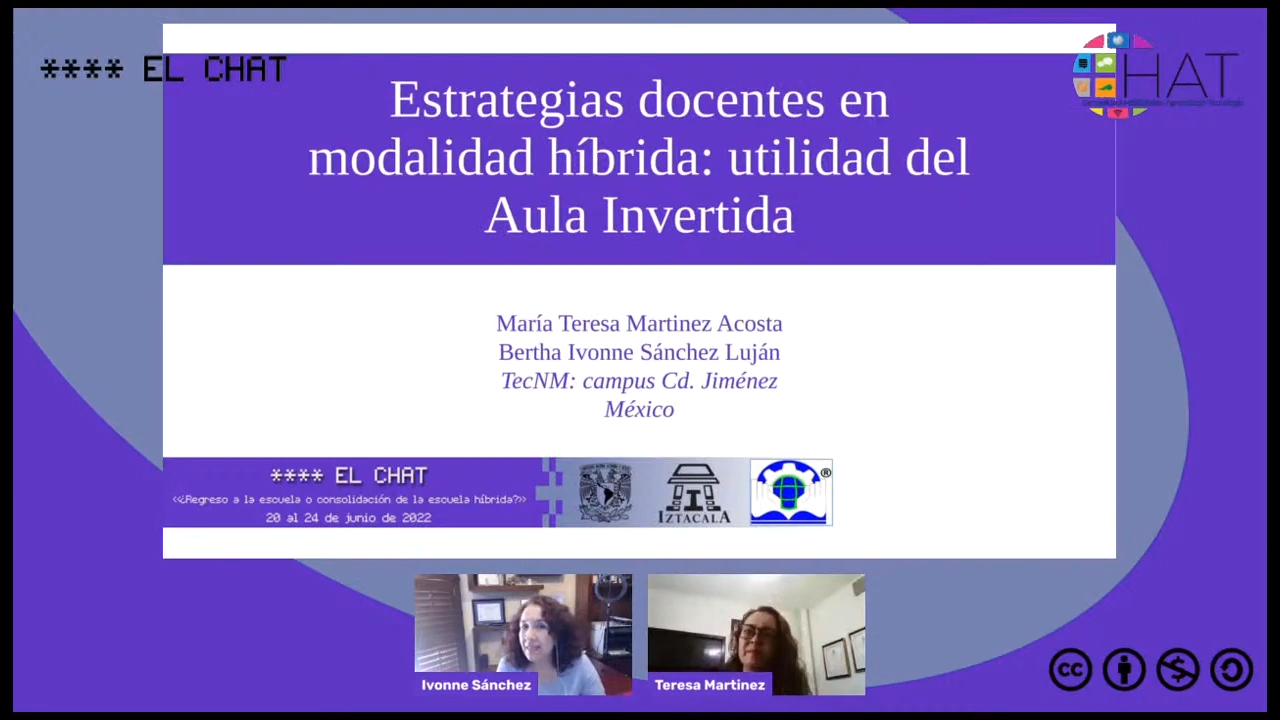 **** EL CHAT
HAT
Estrategias docentes en
modalidad híbrida: utilidad del
Aula Invertida
María Teresa Martinez Acosta
Bertha Ivonne Sánchez Luján
TecNM: campus Cd. Jiménez
México
**** EL CHAT
<<¿Regreso a la escuela o consolidación de la escuela híbrida?>>
20 al 24 de junio de 2022
IZTACALA
®
Ivonne Sánchez
Teresa Martinez
cc